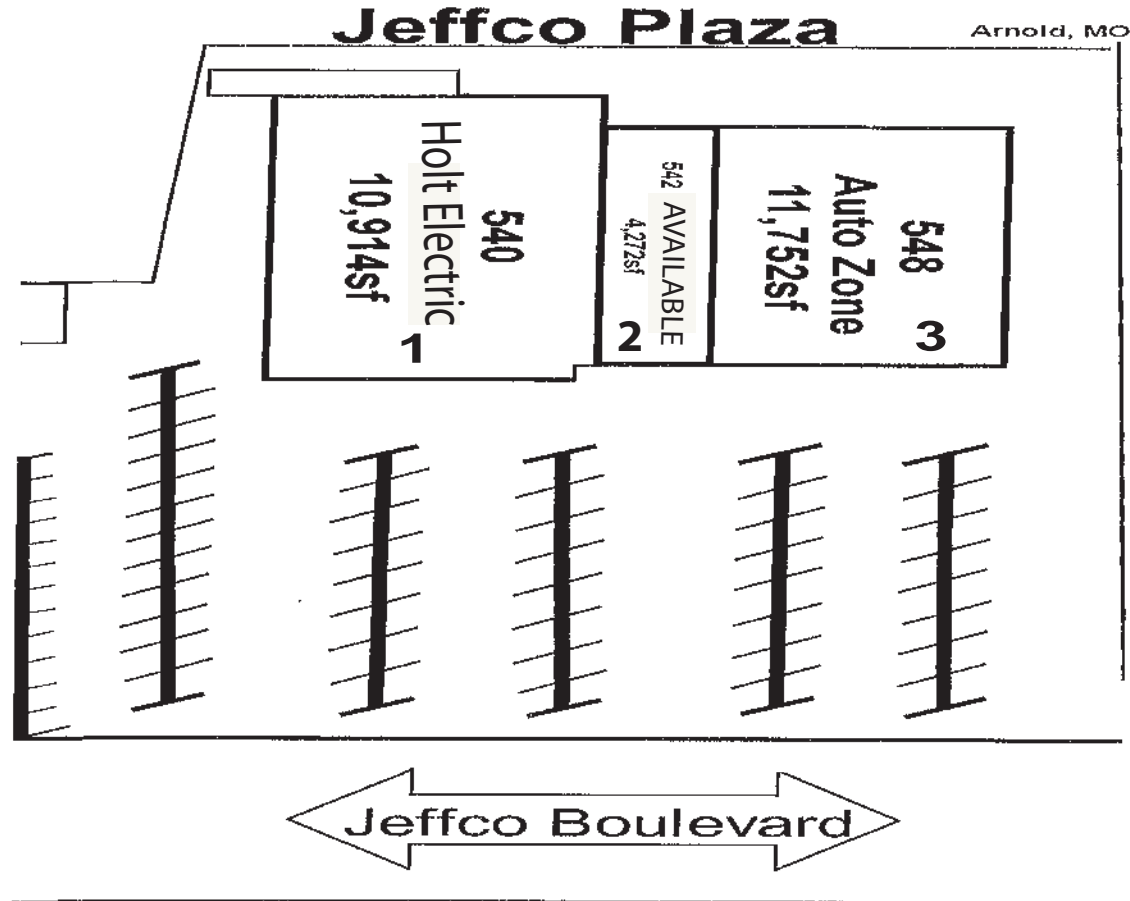 Jeffco Plaza
Arnold, MO
540
Holt Electric
10,914sf
1
542 AVAILABLE
4,272sf
2
548
Auto Zone
11,752sf
3
Jeffco Boulevard